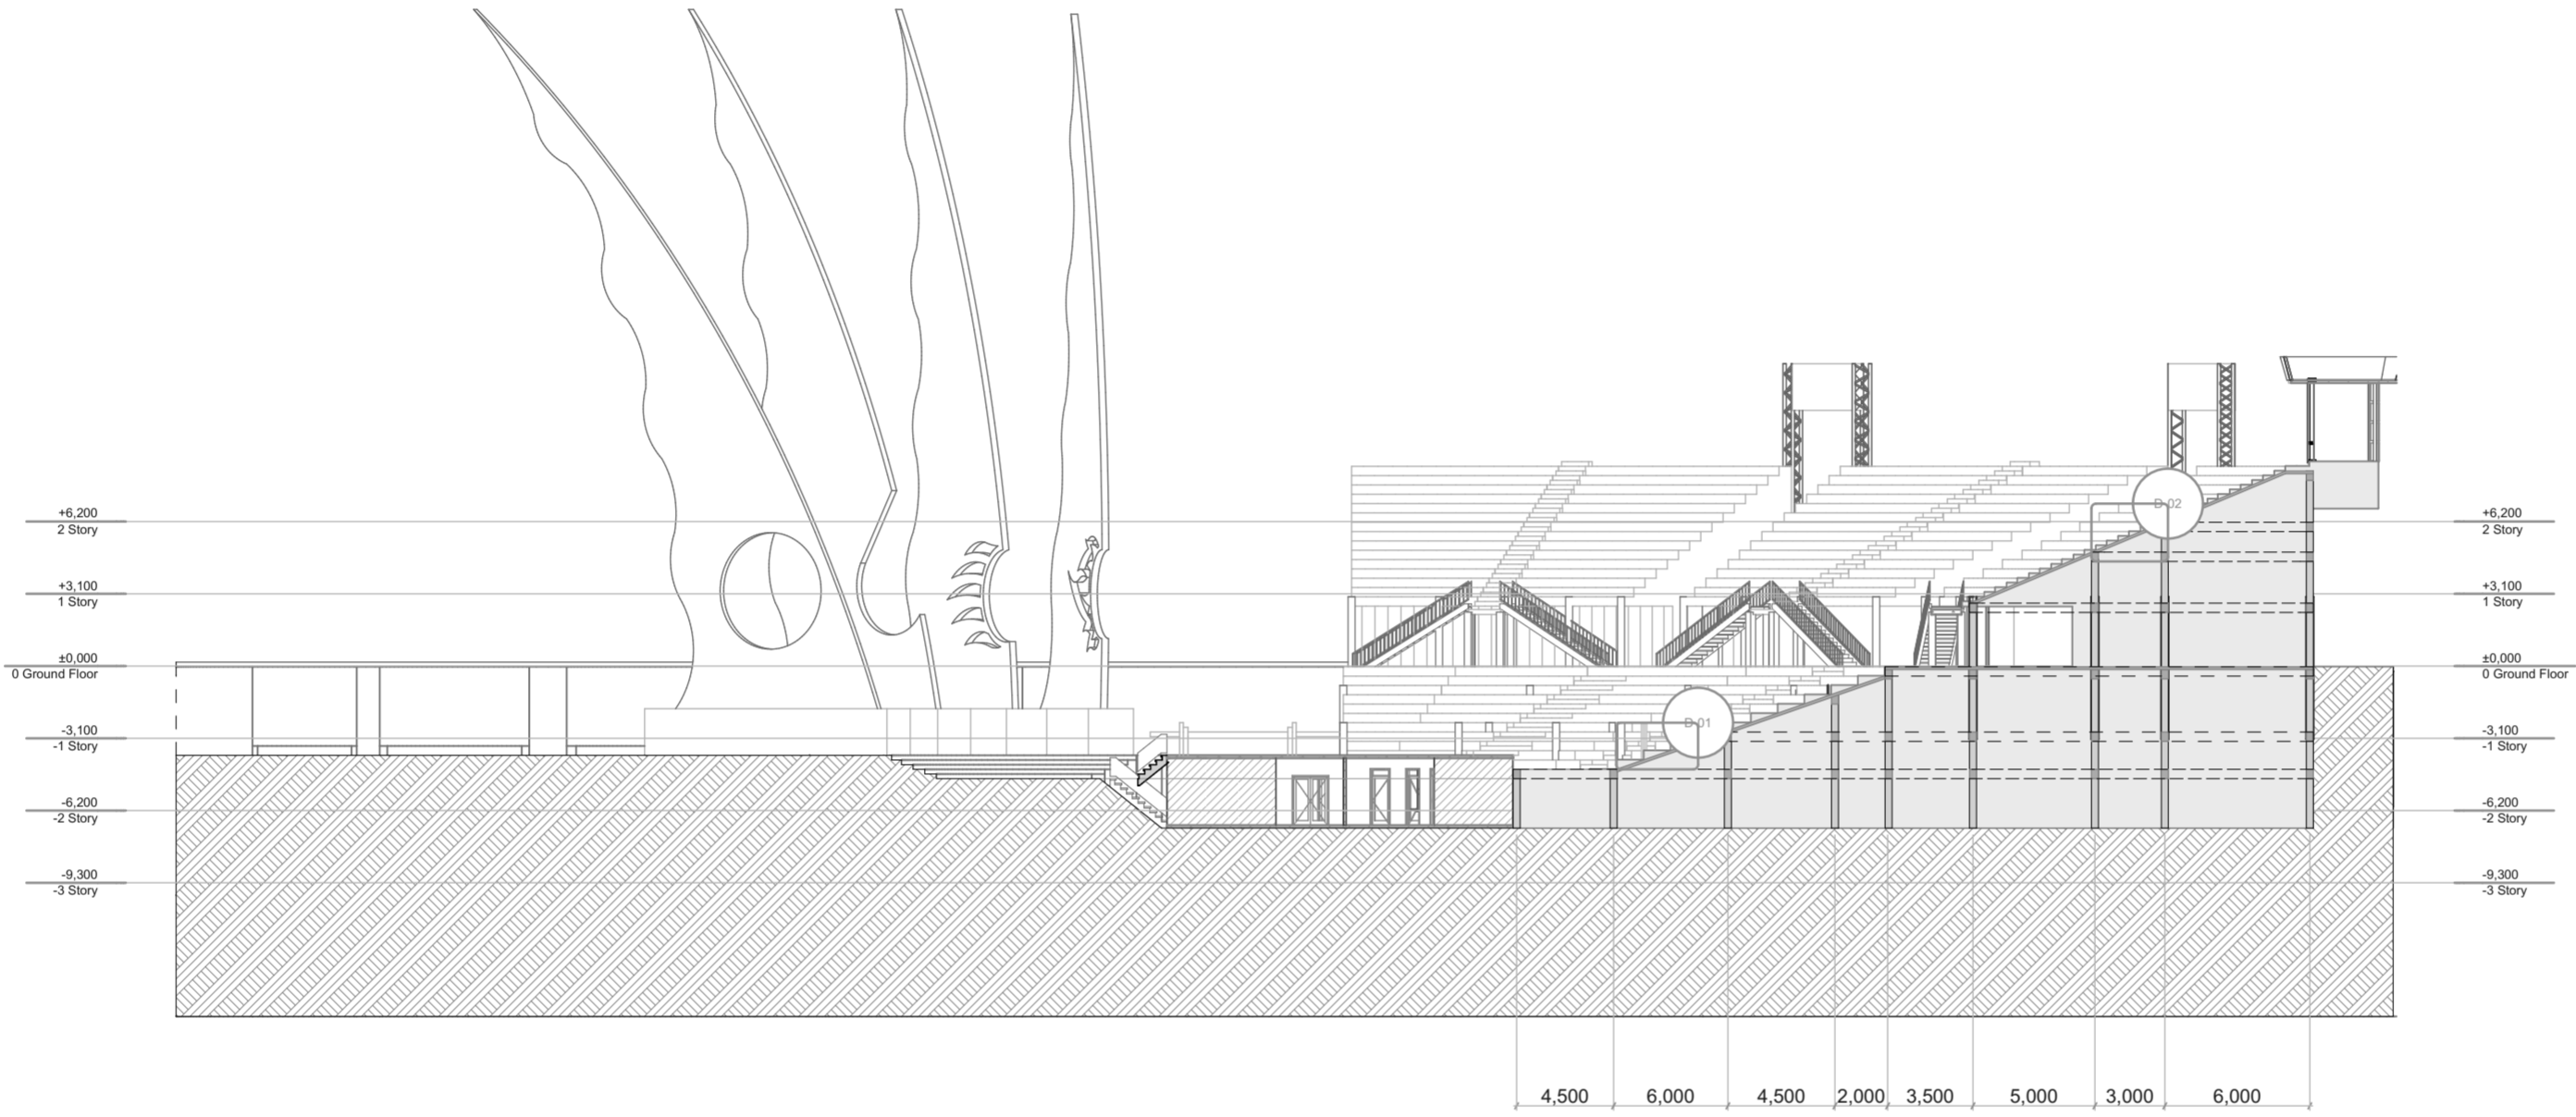 +6,200
2 Story
+3,100
1 Story
±0,000
0 Ground Floor
-3,100
-1 Story
-6,200
-2 Story
-9,300
-3 Story
D-02
D-01
+6,200
2 Story
+3,100
1 Story
±0,000
0 Ground Floor
-3,100
-1 Story
-6,200
-2 Story
-9,300
-3 Story
4,500 6,000 4,500 2,000 3,500 5,000 3,000 6,000